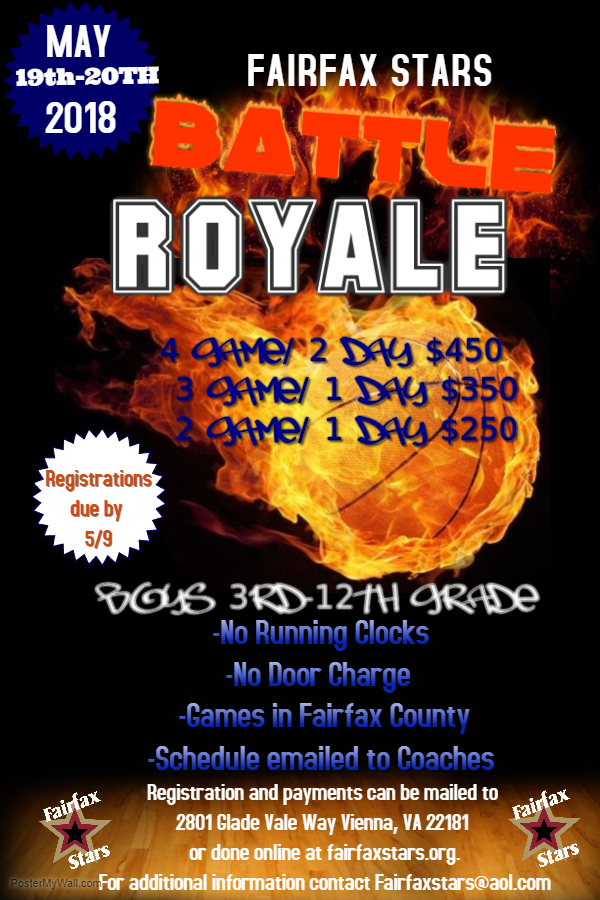 MAY
19th-20TH
2018
FAIRFAX STARS
BATTLE
ROYALE
4 GAME/ 2 DAY $450
3 GAME/ 1 DAY $350
2 GAME/ 1 DAY $250
Registrations
due by
5/9
BOYS 3RD-12TH GRADE
-No Running Clocks
-No Door Charge
-Games in Fairfax County
-Schedule emailed to Coaches
Registration and payments can be mailed to
2801 Glade Vale Way Vienna, VA 22181
or done online at fairfaxstars.org.
For additional information contact Fairfaxstars@aol.com
Fairfax
Stars
Fairfax
Stars
PosterMyWall.com